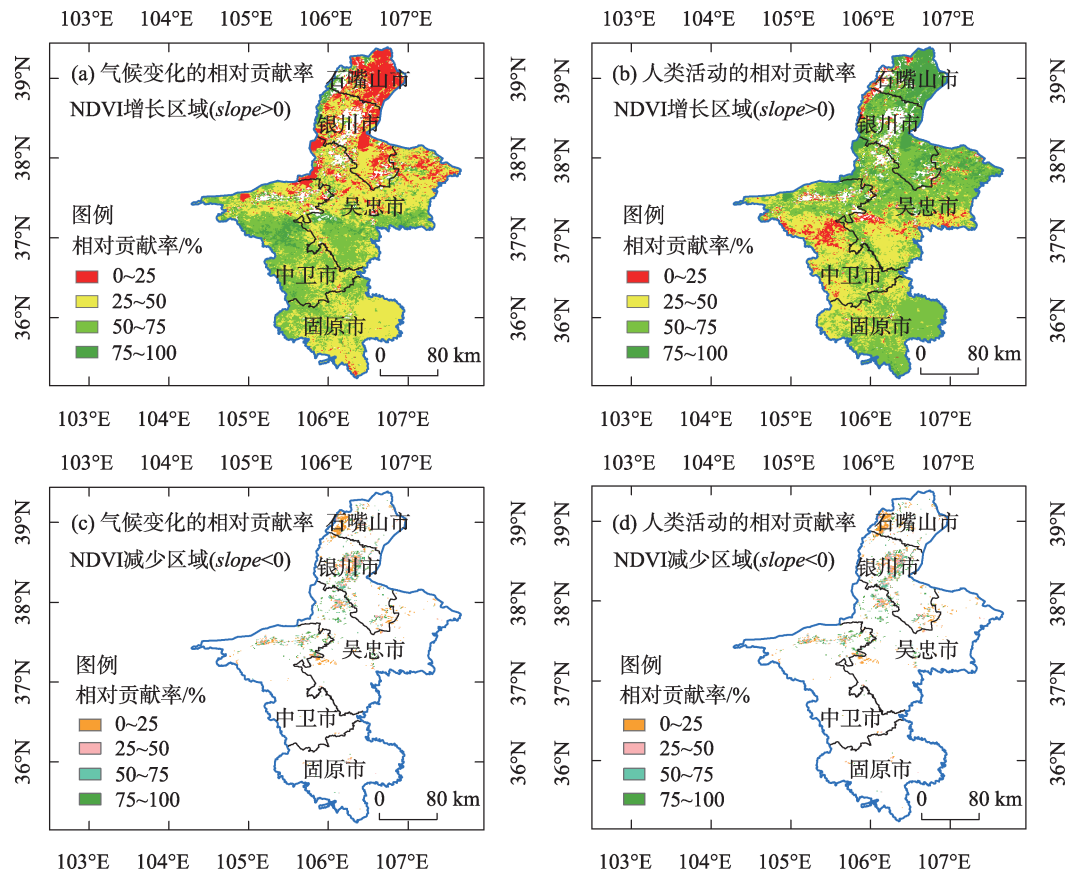 103°E 104°E 105°E 106°E 107°E
39°N
38°N
37°N
36°N
(a) 气候变化的相对贡献率
NDVI增长区域(slope>0)
石嘴山市
银川市
吴忠市
中卫市
固原市
图例
相对贡献率/%
0~25
25~50
50~75
75~100
0 80 km
39°N
38°N
37°N
36°N
103°E 104°E 105°E 106°E 107°E
103°E 104°E 105°E 106°E 107°E
39°N
38°N
37°N
36°N
(b) 人类活动的相对贡献率
NDVI增长区域(slope>0)
石嘴山市
银川市
吴忠市
中卫市
固原市
图例
相对贡献率/%
0~25
25~50
50~75
75~100
0 80 km
39°N
38°N
37°N
36°N
103°E 104°E 105°E 106°E 107°E
103°E 104°E 105°E 106°E 107°E
39°N
38°N
37°N
36°N
(c) 气候变化的相对贡献率
NDVI减少区域(slope<0)
石嘴山市
银川市
吴忠市
中卫市
固原市
图例
相对贡献率/%
0~25
25~50
50~75
75~100
0 80 km
39°N
38°N
37°N
36°N
103°E 104°E 105°E 106°E 107°E
103°E 104°E 105°E 106°E 107°E
39°N
38°N
37°N
36°N
(d) 人类活动的相对贡献率
NDVI减少区域(slope<0)
石嘴山市
银川市
吴忠市
中卫市
固原市
图例
相对贡献率/%
0~25
25~50
50~75
75~100
0 80 km
39°N
38°N
37°N
36°N
103°E 104°E 105°E 106°E 107°E